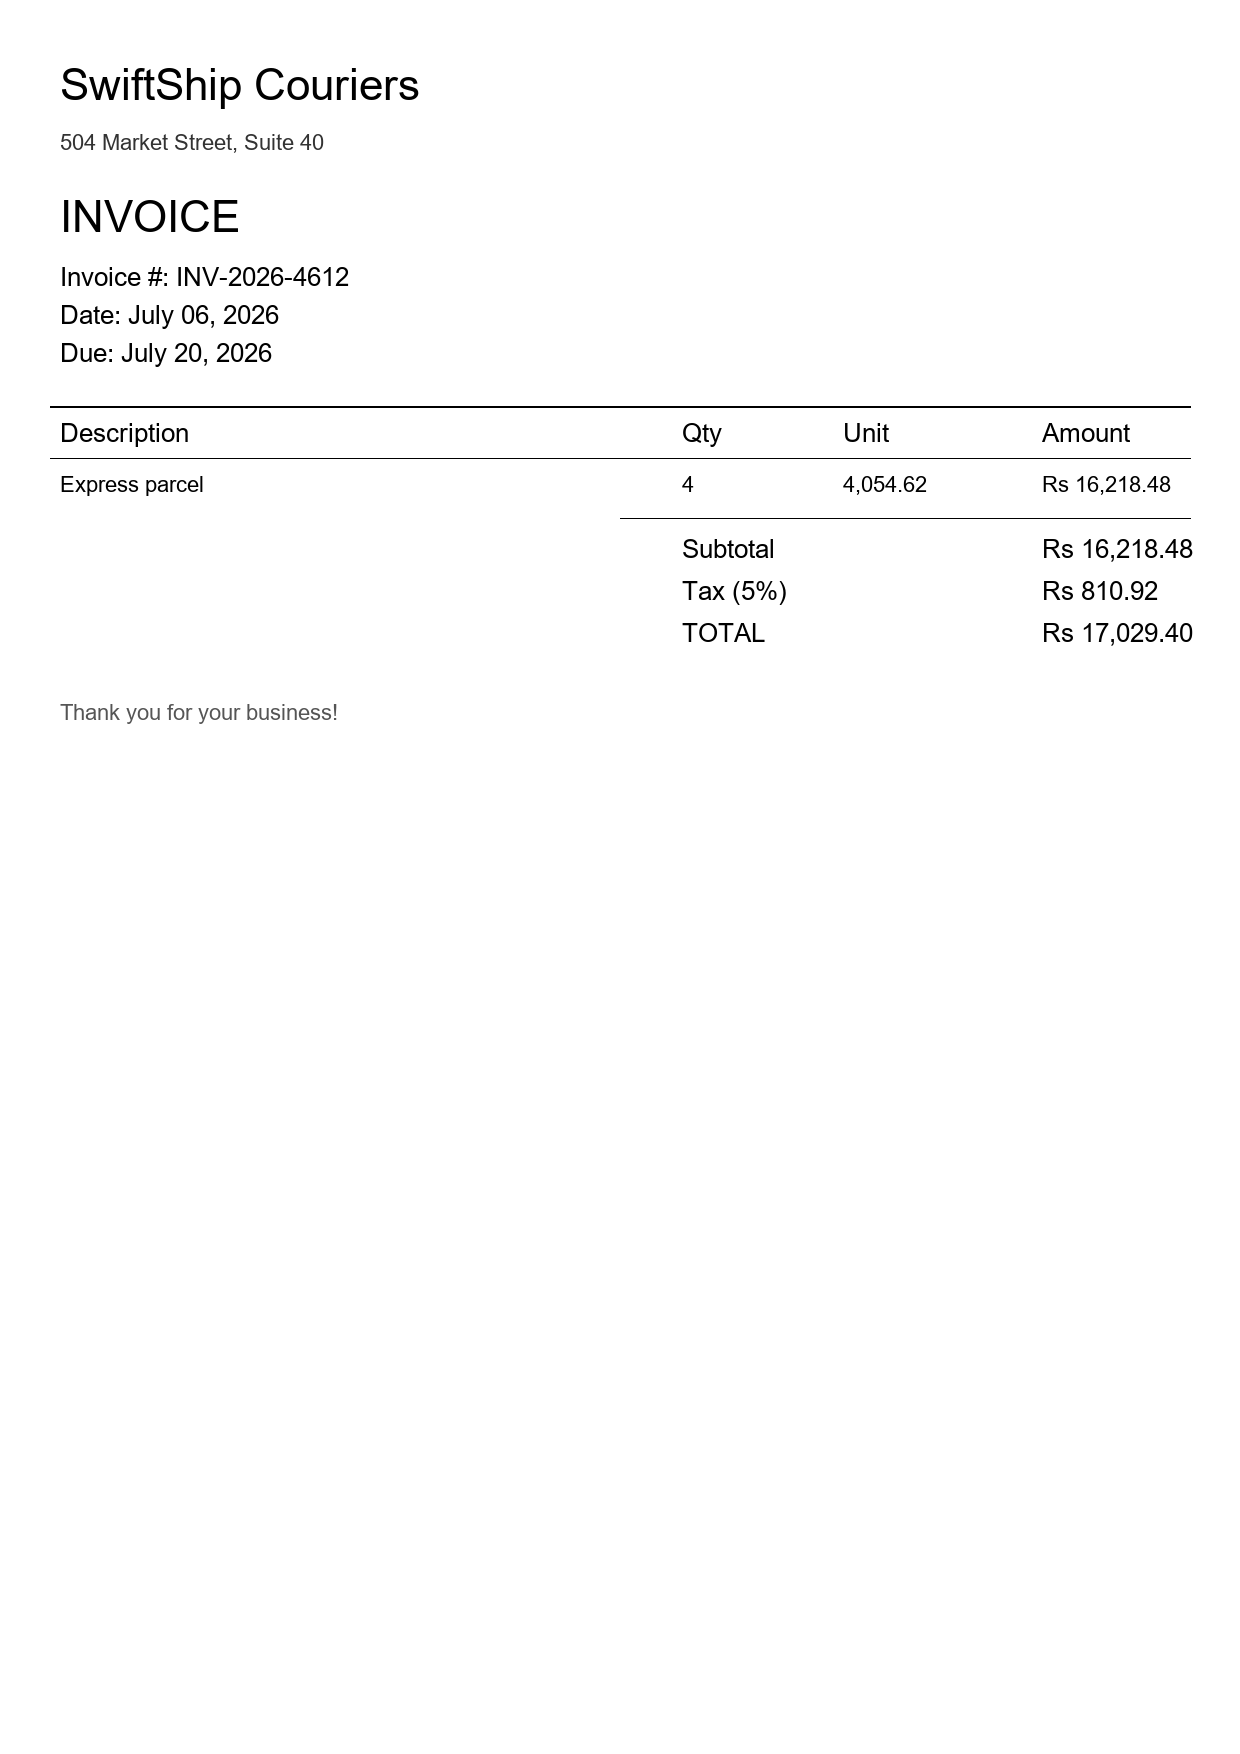 SwiftShip Couriers
504 Market Street, Suite 40
INVOICE
Invoice #: INV-2026-4612
Date: July 06, 2026
Due: July 20, 2026
Description Qty Unit Amount
Express parcel 4 4,054.62 Rs 16,218.48
Subtotal Rs 16,218.48
Tax (5%) Rs 810.92
TOTAL Rs 17,029.40
Thank you for your business!